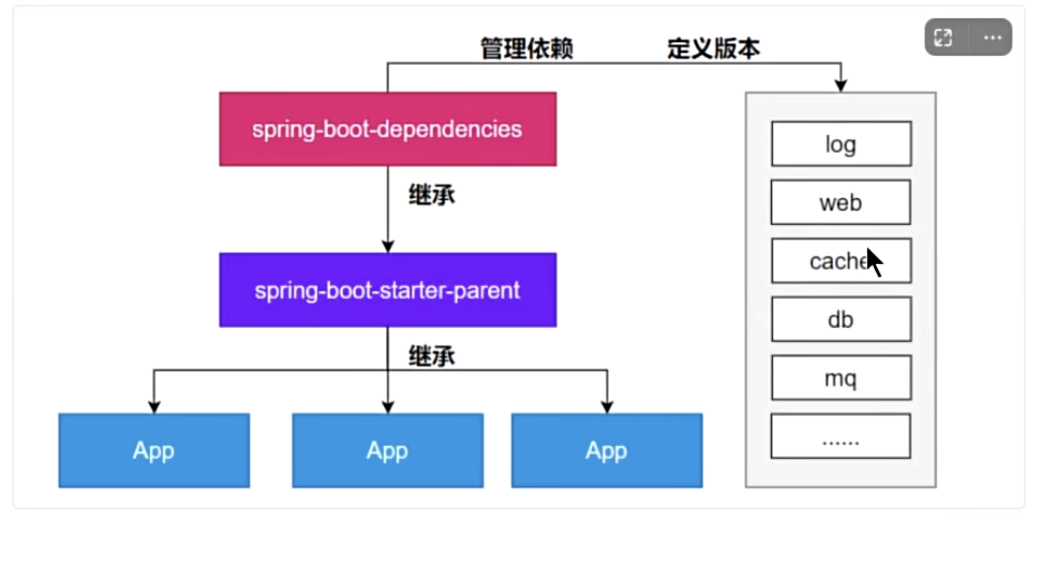 管理依赖 定义版本
spring-boot-dependencies
继承
spring-boot-starter-parent
继承
App App App
log
web
cache
db
mq
......